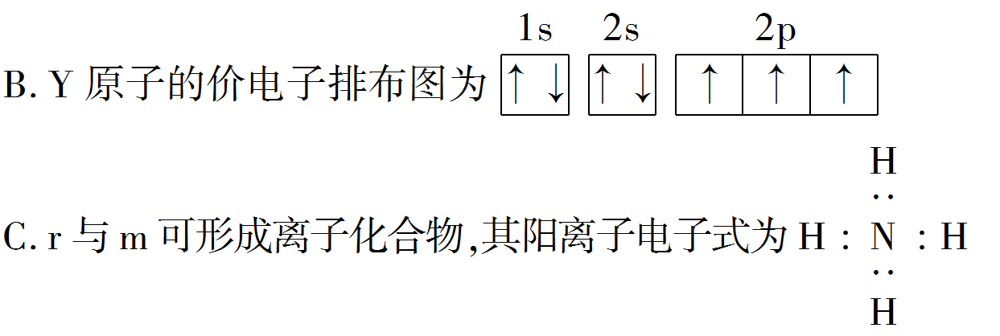 1s 2s 2p
B. Y 原子的价电子排布图为 ↑↓ ↑↓ ↑ ↑ ↑
H
··
C. r 与 m 可形成离子化合物,其阳离子电子式为 H : N : H
··
H